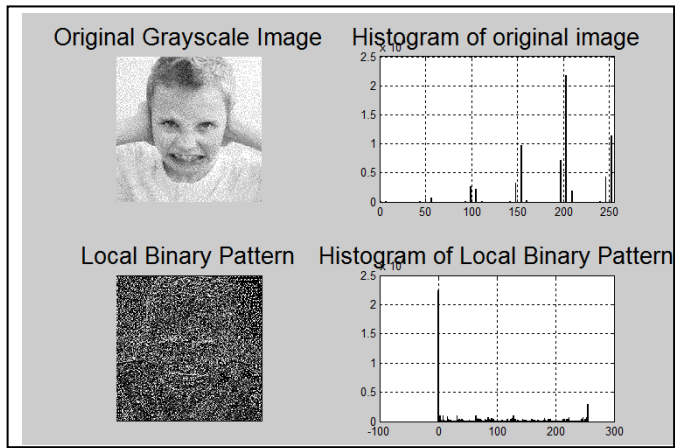 Original Grayscale Image
Histogram of original image
x 10
2.5
2
1.5
1
0.5
0
0 50 100 150 200 250
Local Binary Pattern
Histogram of Local Binary Pattern
x 10
2.5
2
1.5
1
0.5
0
-100 0 100 200 300